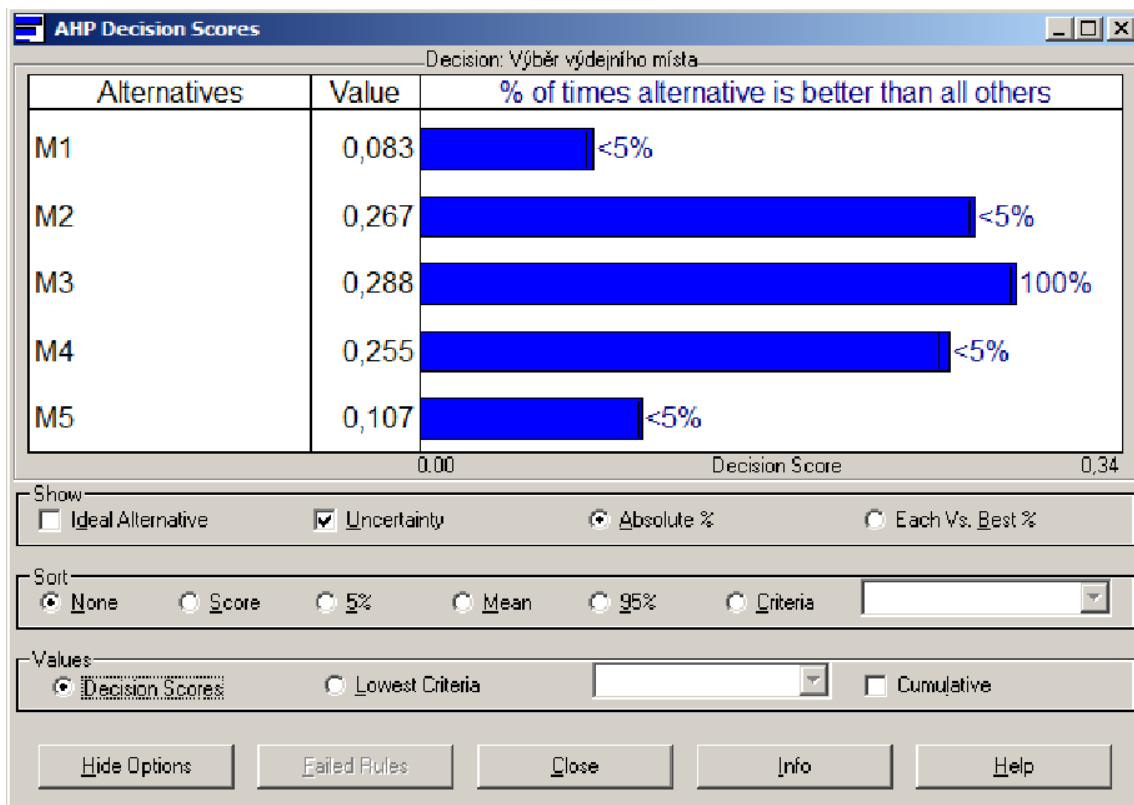 AHP Decision Scores
Decision: Výběr výdejního místa
Alternatives Value % of times alternative is better than all others
M1 0,083 <5%
M2 0,267 <5%
M3 0,288 100%
M4 0,255 <5%
M5 0,107 <5%
0.00 Decision Score 0,34
Show
Ideal Alternative Uncertainty Absolute % Each Vs. Best %
Sort
None Score 5% Mean 95% Criteria
Values
Decision Scores Lowest Criteria Cumulative
Hide Options Failed Rules Close Info Help